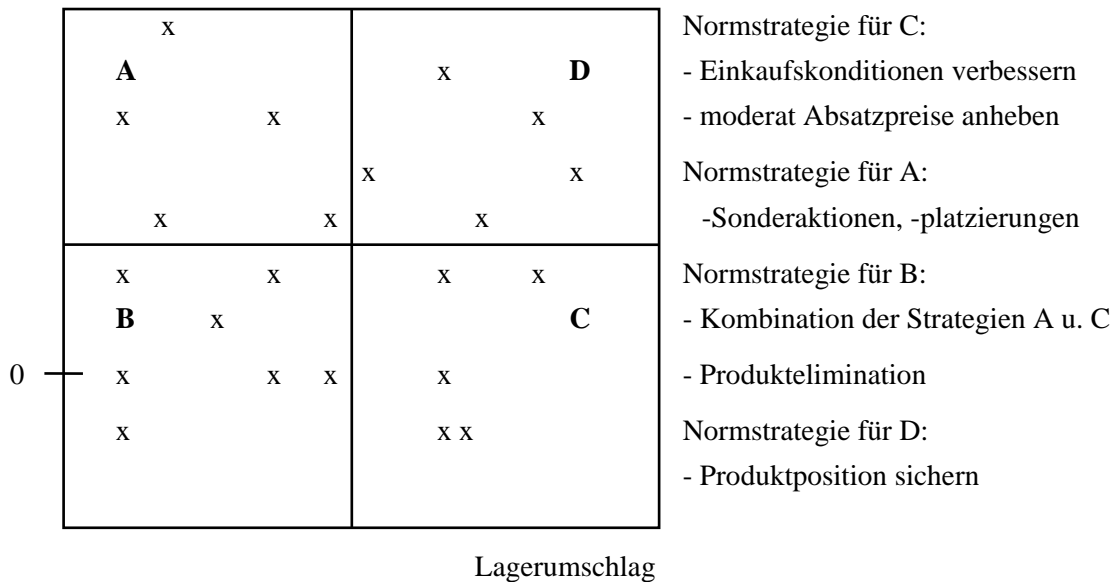 x Normstrategie für C:
A x D - Einkaufskonditionen verbessern
x x x - moderat Absatzpreise anheben
x x Normstrategie für A:
x x x -Sonderaktionen, -platzierungen
x x x x Normstrategie für B:
B x C - Kombination der Strategien A u. C
0 x x x x - Produktelimination
x x x Normstrategie für D:
- Produktposition sichern
Lagerumschlag